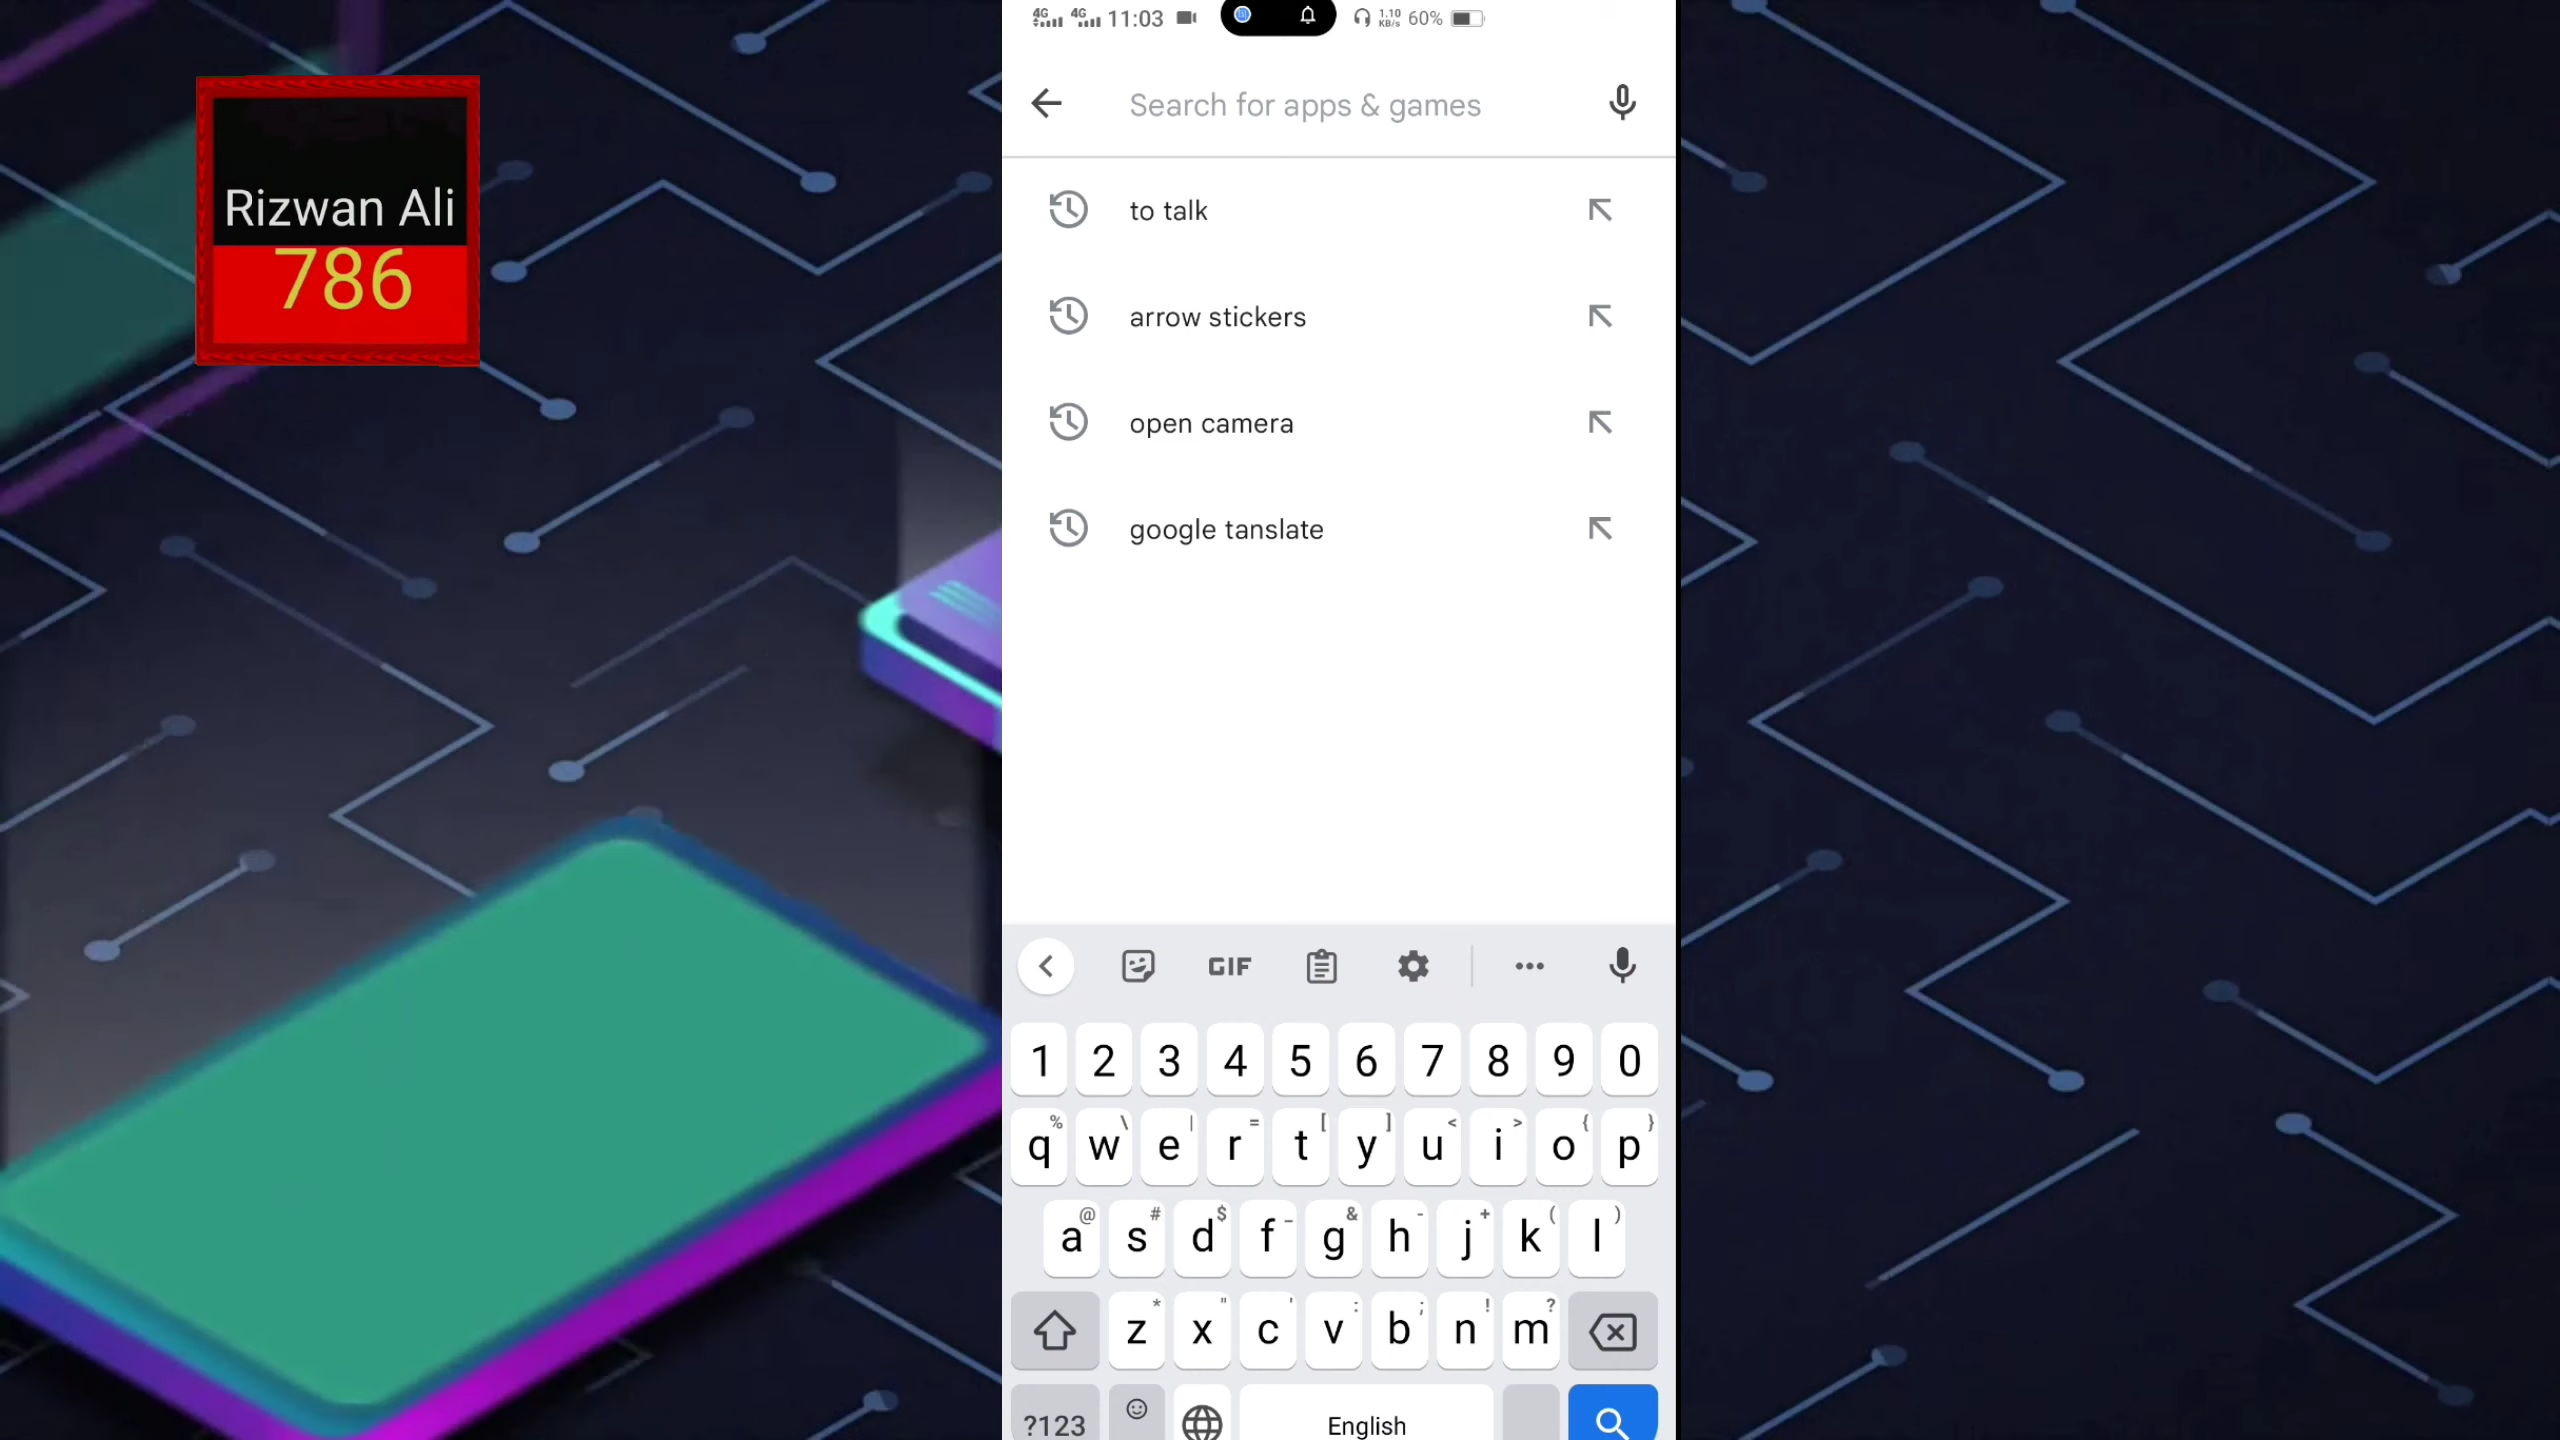 Rizwan Ali
786
4G 4G 11:03 1.10 KB/s 60%
Search for apps & games
to talk
arrow stickers
open camera
google tanslate
GIF
1 2 3 4 5 6 7 8 9 0
q % w \ e | r = t [ y ] u < i > o { p }
a @ s # d $ f _ g & h - j + k ( l )
z * x " c ' v : b ; n ! m ?
?123 English